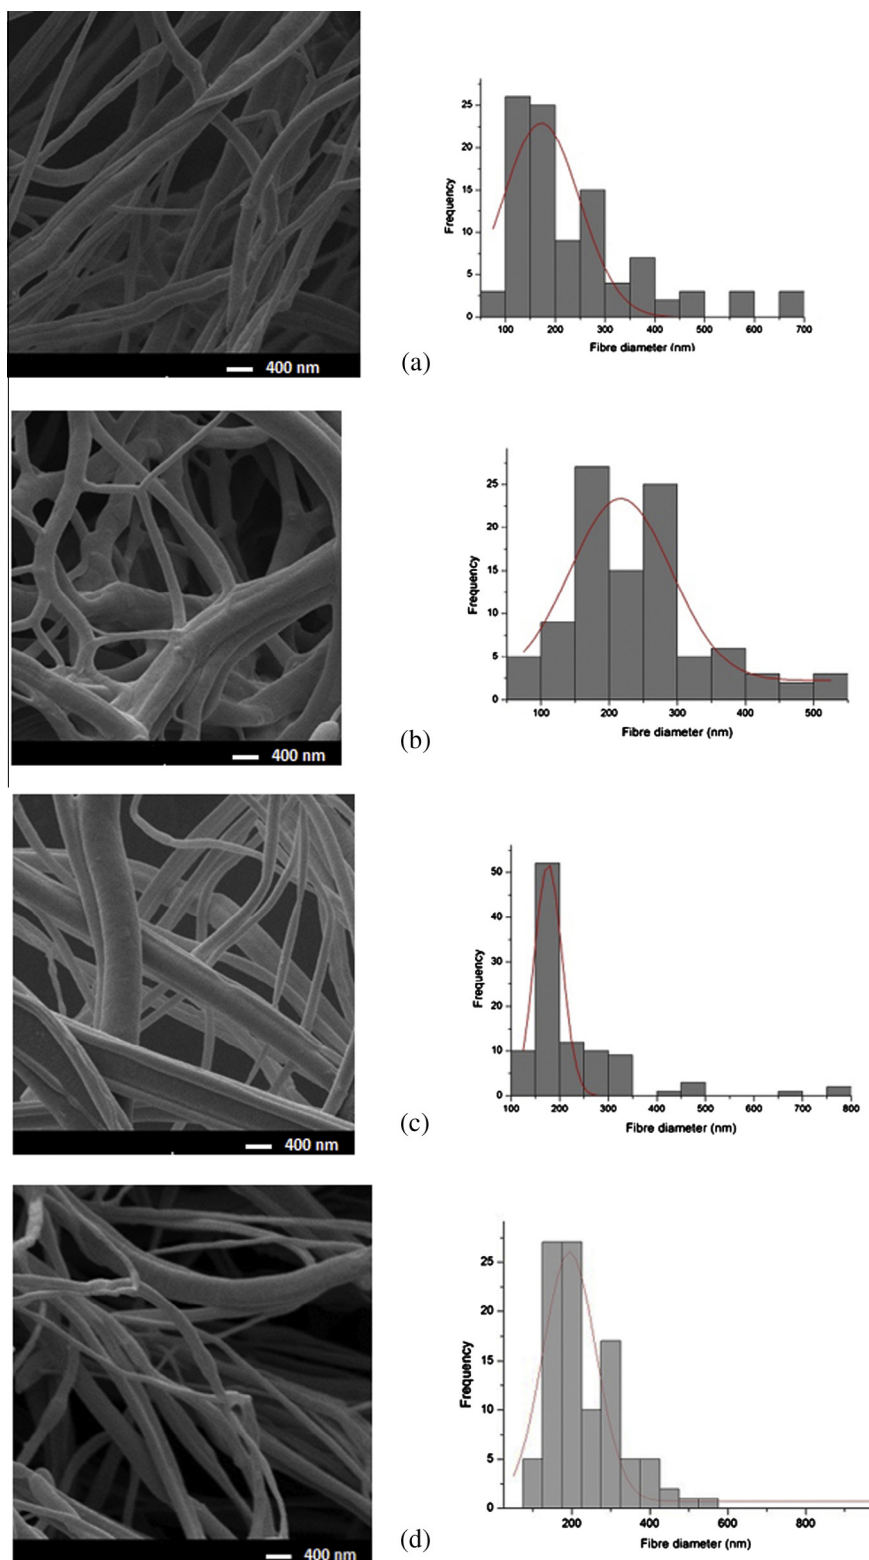 400 nm
Frequency
25
20
15
10
5
0
100 200 300 400 500 600 700
Fibre diameter (nm)
(a)
400 nm
Frequency
25
20
15
10
5
0
100 200 300 400 500
Fibre diameter (nm)
(b)
400 nm
Frequency
50
40
30
20
10
0
100 200 300 400 500 600 700 800
Fibre diameter (nm)
(c)
400 nm
Frequency
25
20
15
10
5
0
200 400 600 800
Fibre diameter (nm)
(d)